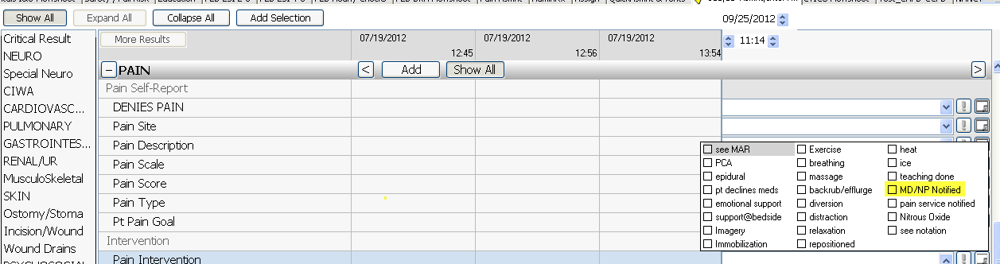 Show All Expand All Collapse All Add Selection 09/25/2012
More Results 07/19/2012 07/19/2012 07/19/2012 11:14
12:45 12:56 13:54
Critical Result
NEURO
Special Neuro
CIWA
CARDIOVASC...
PULMONARY
GASTROINTES...
RENAL/UR
MusculoSkeletal
SKIN
Ostomy/Stoma
Incision/Wound
Wound Drains
PAIN < Add Show All >
Pain Self-Report
DENIES PAIN
Pain Site
Pain Description
Pain Scale
Pain Score
Pain Type
Pt Pain Goal
Intervention
Pain Intervention
see MAR Exercise heat
PCA breathing ice
epidural massage teaching done
pt declines meds backrub/efflurge MD/NP Notified
emotional support diversion pain service notified
support@bedside distraction Nitrous Oxide
Imagery relaxation see notation
Immobilization repositioned